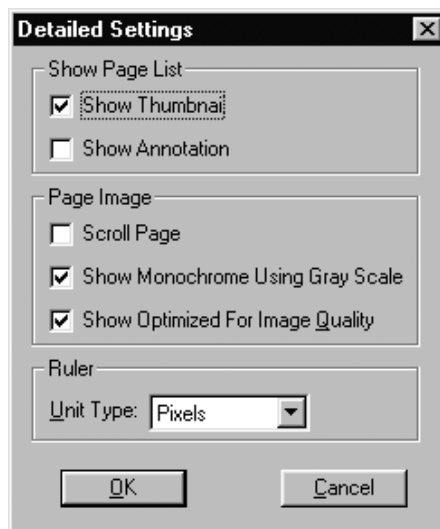 Detailed Settings
Show Page List
Show Thumbnai
Show Annotation
Page Image
Scroll Page
Show Monochrome Using Gray Scale
Show Optimized For Image Quality
Ruler
Unit Type: Pixels
OK Cancel